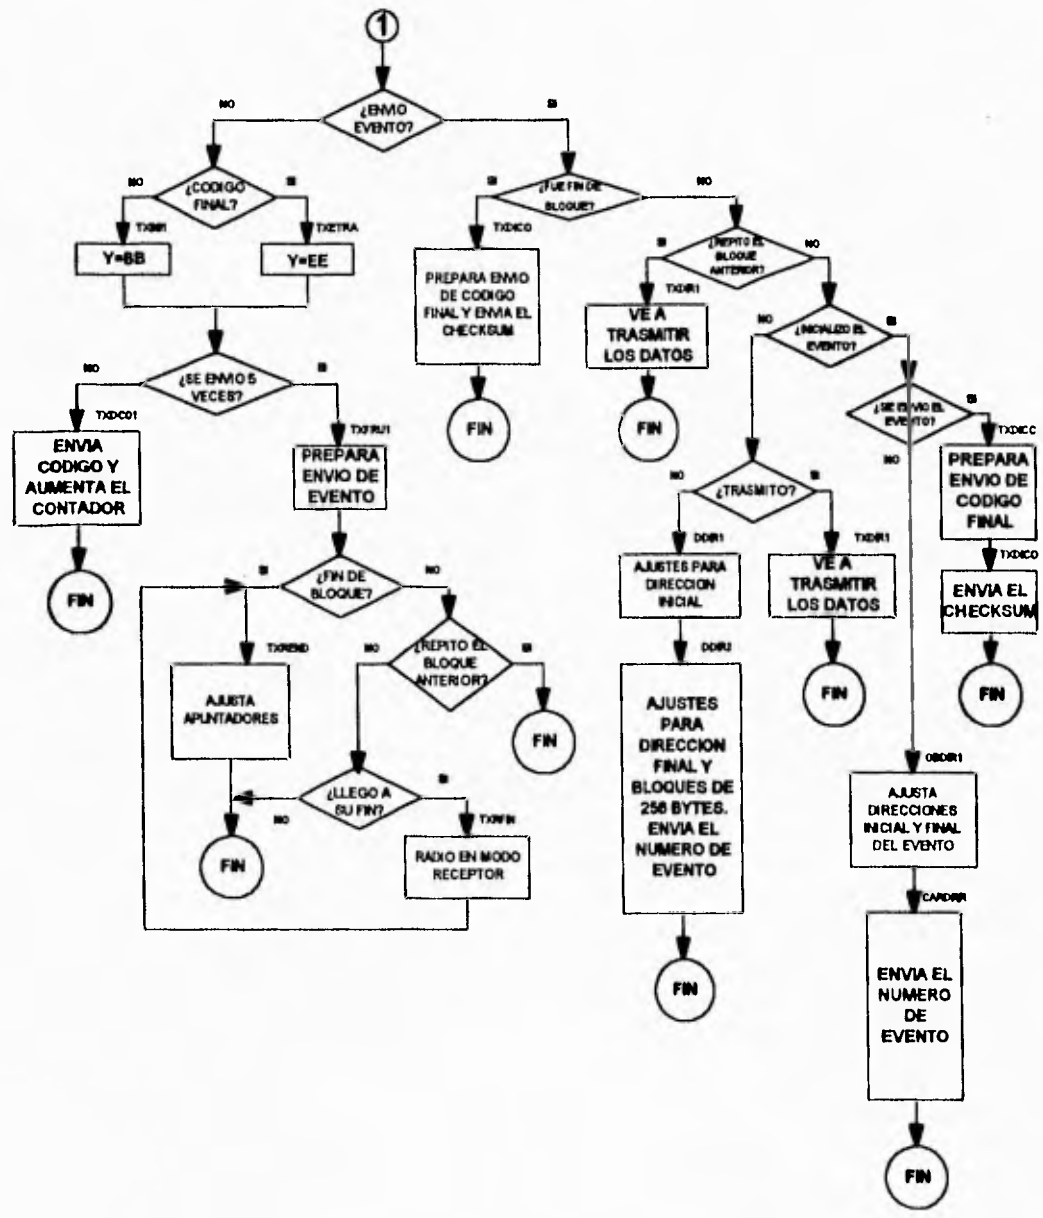 1
¿ENVIO
EVENTO?
NO
SI
¿CODIGO
FINAL?
NO
SI
¿FUE FIN DE
BLOQUE?
SI
NO
TXBB1
Y=BB
TXETRA
Y=EE
TXDICO
PREPARA ENVIO
DE CODIGO
FINAL Y ENVIA EL
CHECKSUM
FIN
¿REPITO EL
BLOQUE
ANTERIOR?
SI
NO
TXDIR1
VE A
TRASMITIR
LOS DATOS
FIN
¿INICIALIZO EL
EVENTO?
NO
SI
¿SE ENVIO 5
VECES?
NO
SI
TXDC01
ENVIA
CODIGO Y
AUMENTA EL
CONTADOR
FIN
TXFRU1
PREPARA
ENVIO DE
EVENTO
¿SE ENVIO EL
EVENTO?
SI
NO
TXDICC
PREPARA
ENVIO DE
CODIGO
FINAL
TXDICO
ENVIA EL
CHECKSUM
FIN
¿TRASMITO?
NO
SI
DDIR1
AJUSTES PARA
DIRECCION
INICIAL
TXDIR1
VE A
TRASMITIR
LOS DATOS
FIN
¿FIN DE
BLOQUE?
SI
NO
TXREND
AJUSTA
APUNTADORES
¿REPITO EL
BLOQUE
ANTERIOR?
NO
SI
FIN
¿LLEGO A
SU FIN?
NO
SI
FIN
TXRFIN
RADIO EN MODO
RECEPTOR
DDIR2
AJUSTES
PARA
DIRECCION
FINAL Y
BLOQUES DE
256 BYTES.
ENVIA EL
NUMERO DE
EVENTO
FIN
OBDIR1
AJUSTA
DIRECCIONES
INICIAL Y FINAL
DEL EVENTO
CARDIRR
ENVIA EL
NUMERO
DE
EVENTO
FIN